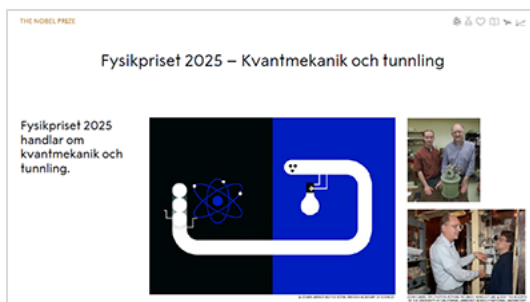 THE NOBEL PRIZE
Fysikpriset 2025 – Kvantmekanik och tunnling
Fysikpriset 2025
handlar om
kvantmekanik och
tunnling.